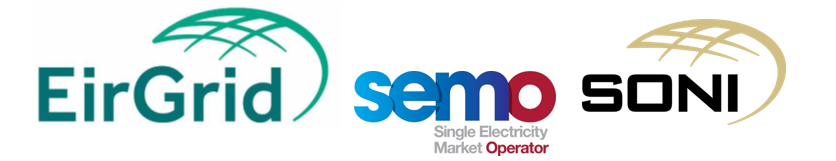 EirGrid
semo
Single Electricity
Market Operator
SONI